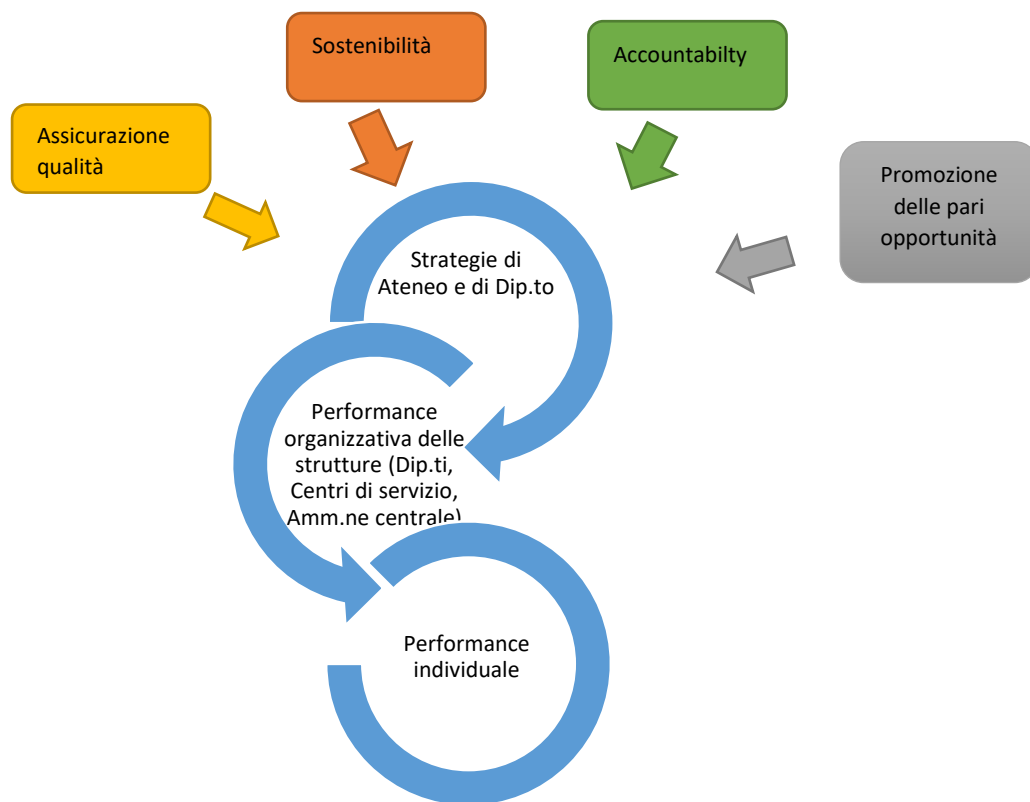 Sostenibilità
Accountabilty
Assicurazione
qualità
Promozione
delle pari
opportunità
Strategie di
Ateneo e di Dip.to
Performance
organizzativa delle
strutture (Dip.ti,
Centri di servizio,
Amm.ne centrale)
Performance
individuale